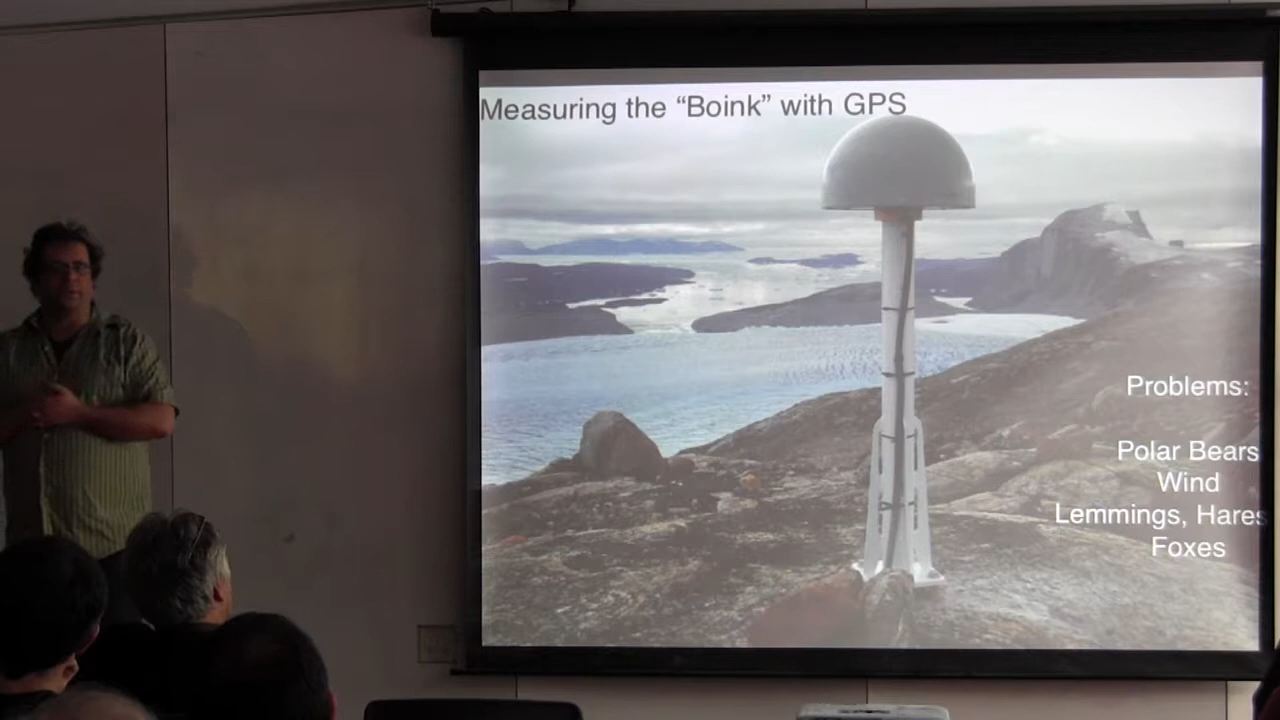 Measuring the “Boink” with GPS
Problems:
Polar Bears
Wind
Lemmings, Hares
Foxes